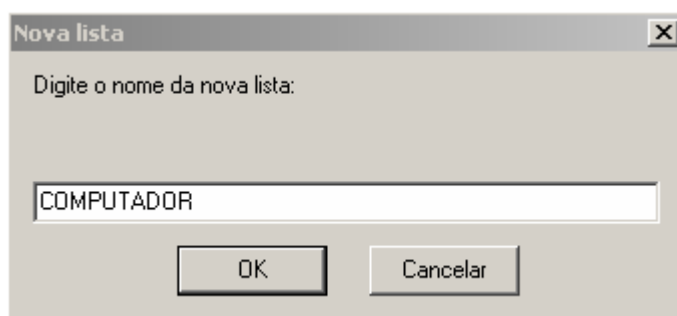 Nova lista
Digite o nome da nova lista:
COMPUTADOR
OK
Cancelar